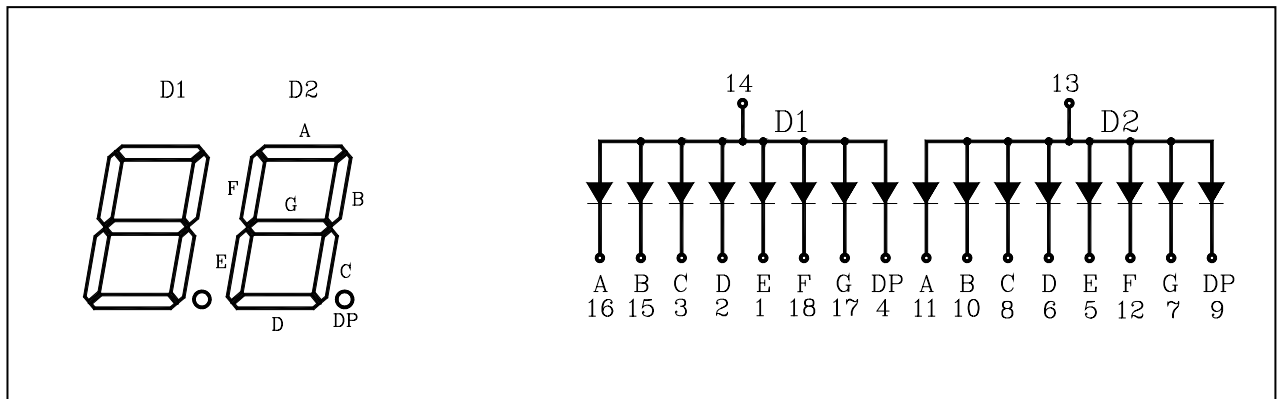 D1 D2
A
F
B
G
E
C
D
DP
14 13
D1 D2
A B C D E F G DP A B C D E F G DP
16 15 3 2 1 18 17 4 11 10 8 6 5 12 7 9